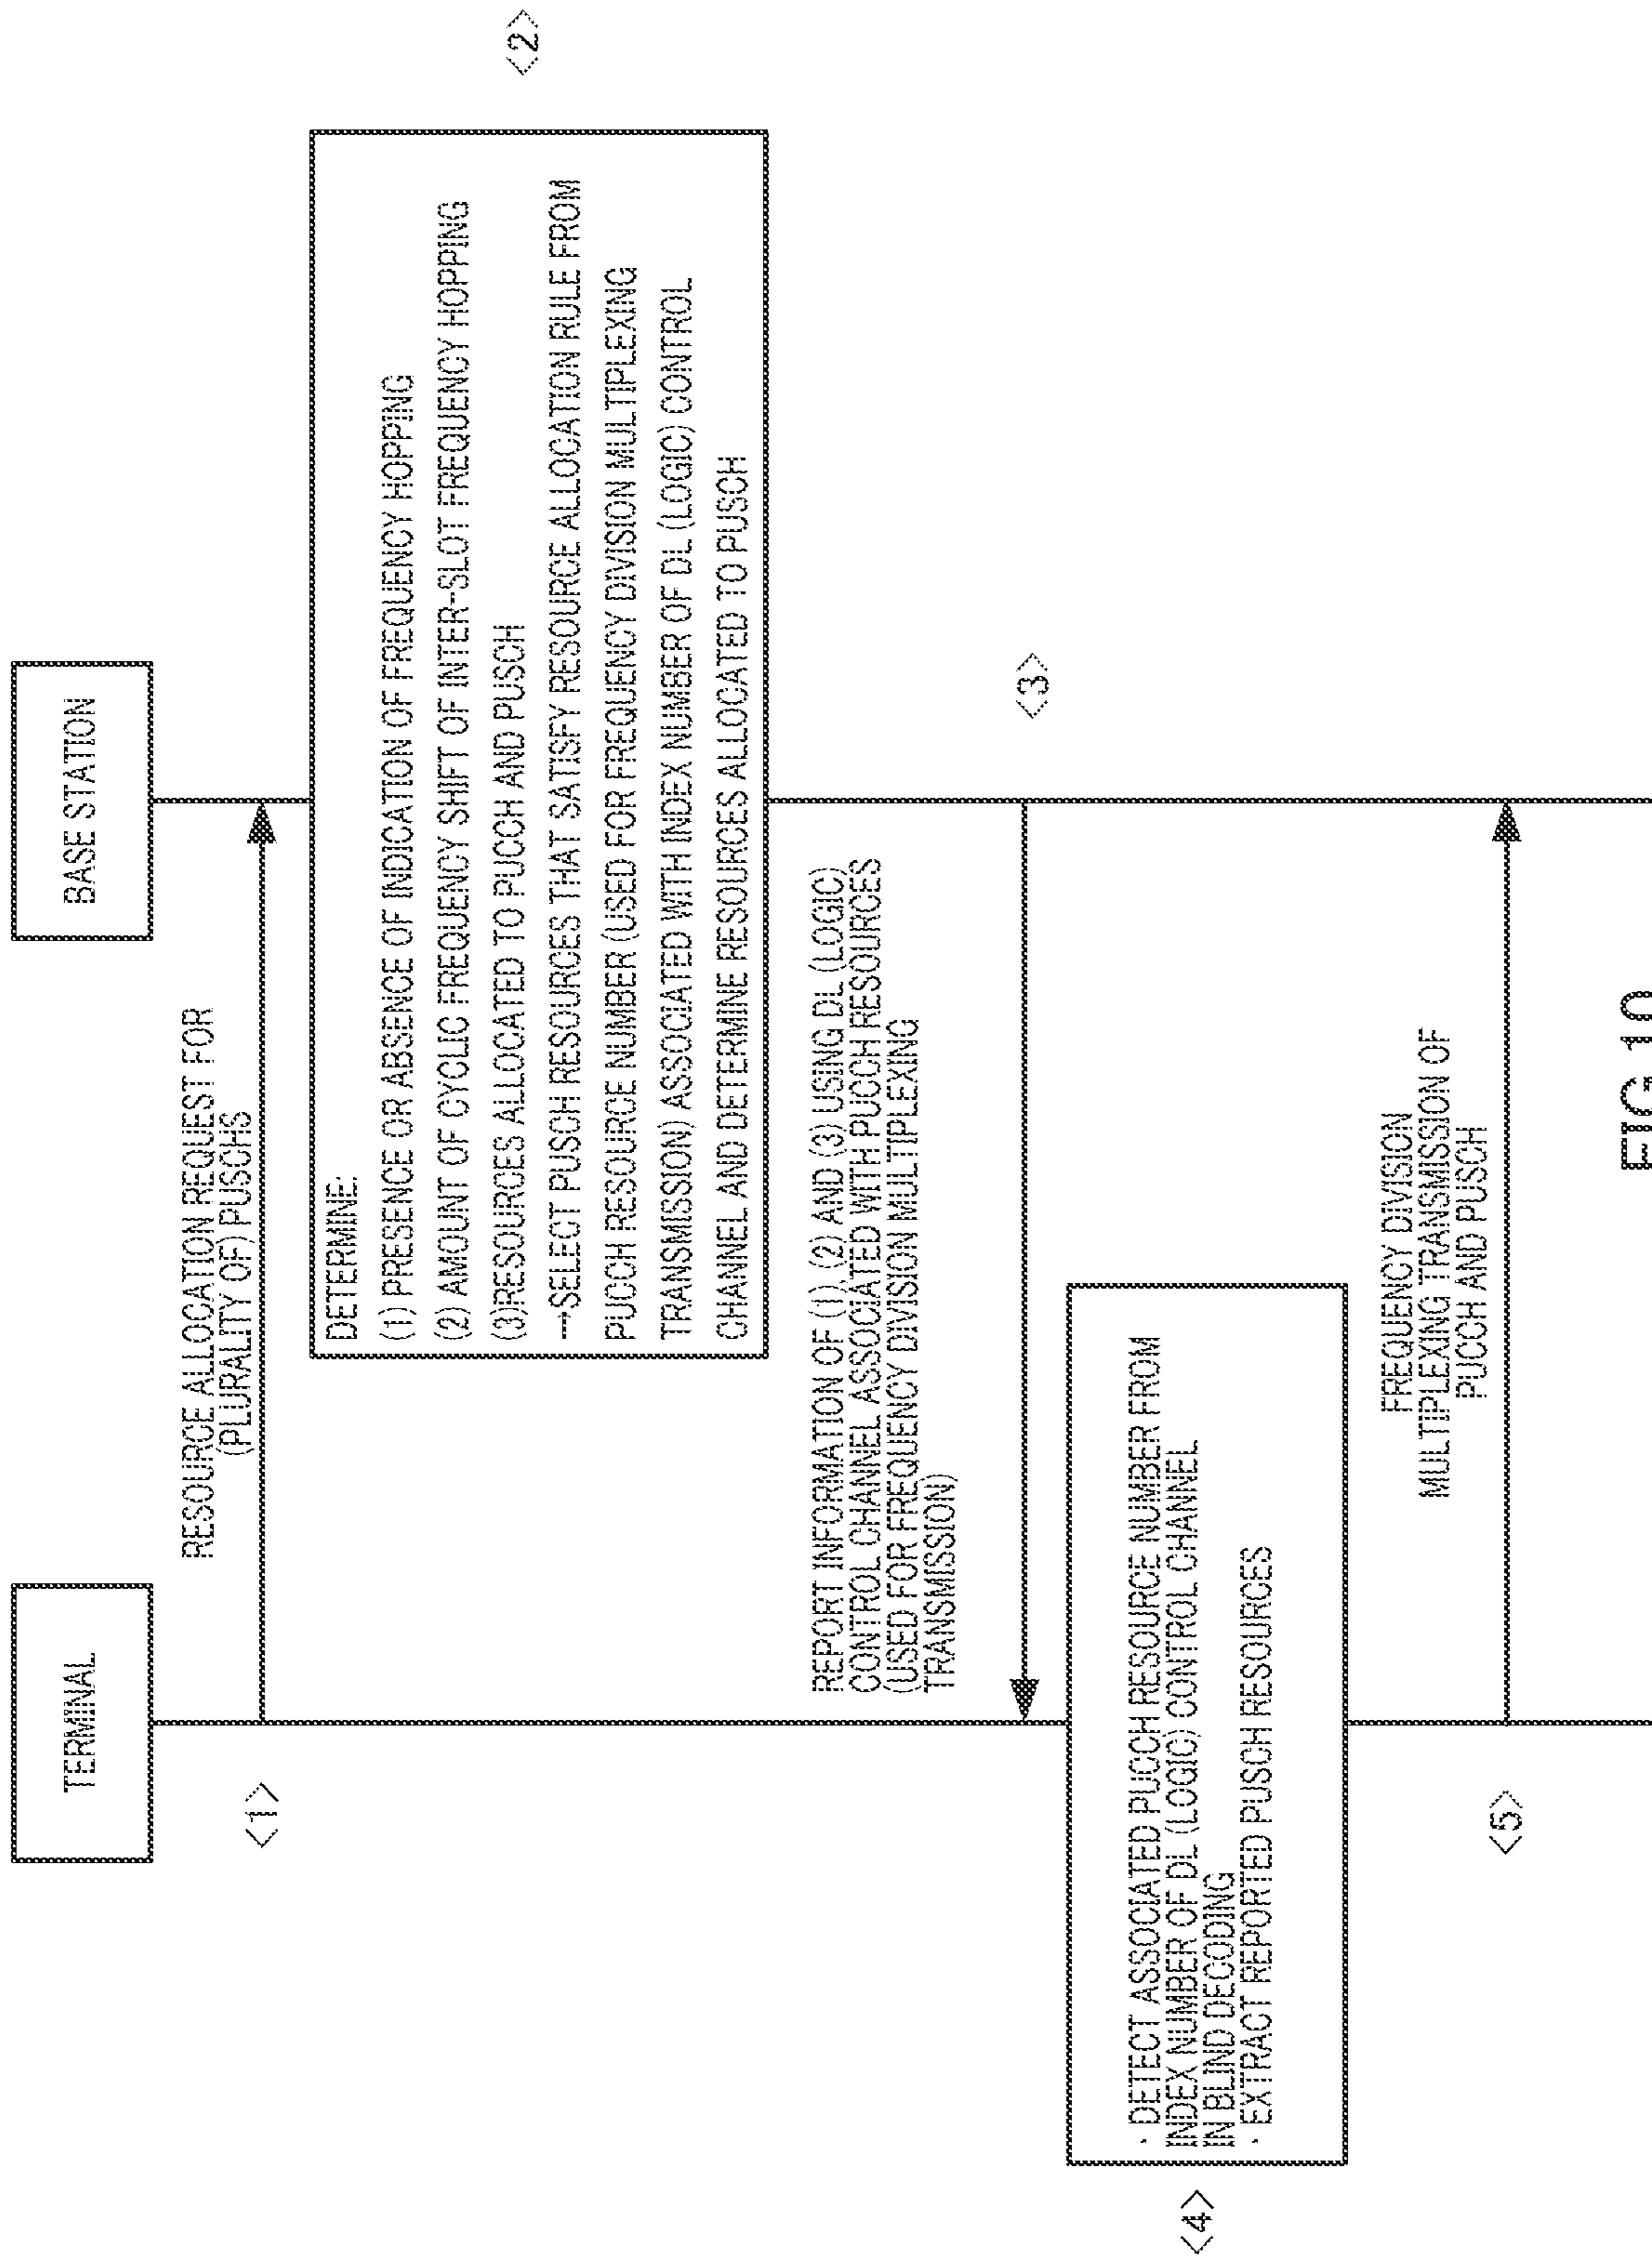 TERMINAL
BASE STATION
<1>
RESOURCE ALLOCATION REQUEST FOR
(PLURALITY OF) PUSCHS
DETERMINE:
(1) PRESENCE OR ABSENCE OF INDICATION OF FREQUENCY HOPPING
(2) AMOUNT OF CYCLIC FREQUENCY SHIFT OF INTER-SLOT FREQUENCY HOPPING
(3)RESOURCES ALLOCATED TO PUCCH AND PUSCH
→SELECT PUSCH RESOURCES THAT SATISFY RESOURCE ALLOCATION RULE FROM
PUCCH RESOURCE NUMBER (USED FOR FREQUENCY DIVISION MULTIPLEXING
TRANSMISSION) ASSOCIATED WITH INDEX NUMBER OF DL (LOGIC) CONTROL
CHANNEL AND DETERMINE RESOURCES ALLOCATED TO PUSCH
<2>
REPORT INFORMATION OF (1), (2) AND (3) USING DL (LOGIC)
CONTROL CHANNEL ASSOCIATED WITH PUCCH RESOURCES
(USED FOR FREQUENCY DIVISION MULTIPLEXING
TRANSMISSION)
<3>
<4>
· DETECT ASSOCIATED PUCCH RESOURCE NUMBER FROM
INDEX NUMBER OF DL (LOGIC) CONTROL CHANNEL
IN BLIND DECODING
· EXTRACT REPORTED PUSCH RESOURCES
FREQUENCY DIVISION
MULTIPLEXING TRANSMISSION OF
PUCCH AND PUSCH
<5>
FIG.10